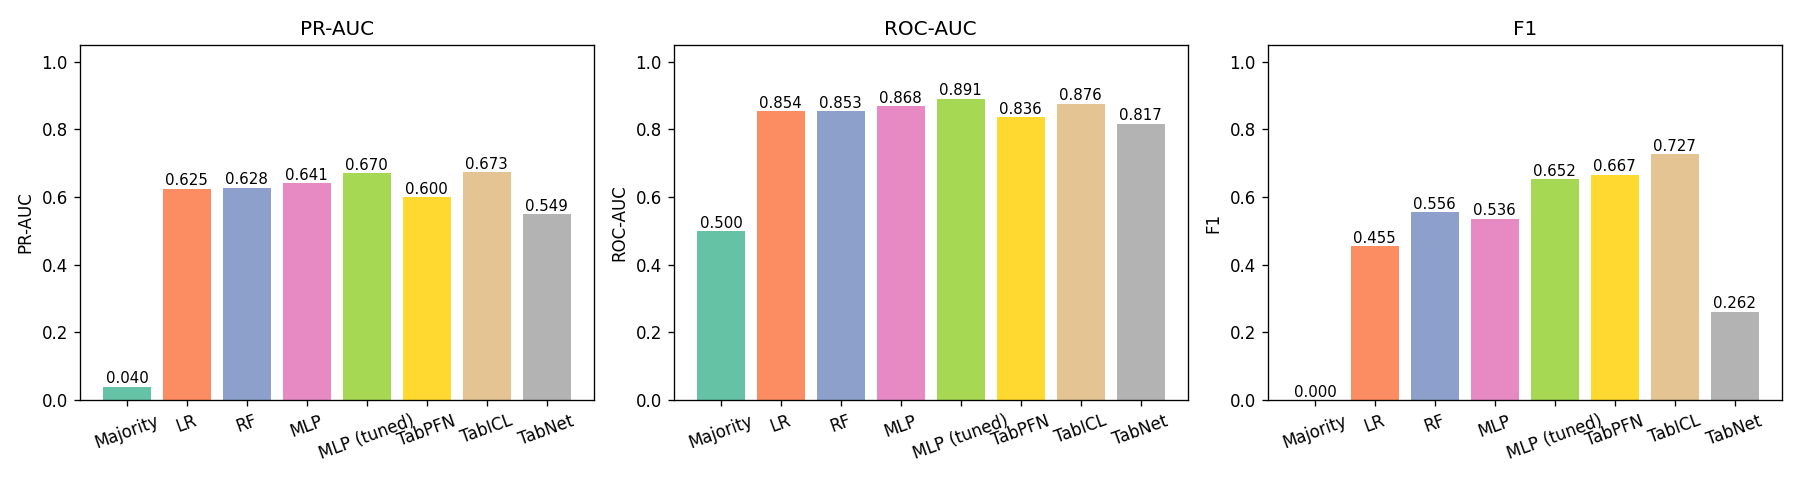 PR-AUC
1.0
0.8
0.6
0.4
0.2
0.0
PR-AUC
0.040
0.625
0.628
0.641
0.670
0.600
0.673
0.549
Majority
LR
RF
MLP
MLP (tuned)
TabPFN
TabICL
TabNet
ROC-AUC
1.0
0.8
0.6
0.4
0.2
0.0
ROC-AUC
0.500
0.854
0.853
0.868
0.891
0.836
0.876
0.817
Majority
LR
RF
MLP
MLP (tuned)
TabPFN
TabICL
TabNet
F1
1.0
0.8
0.6
0.4
0.2
0.0
F1
0.000
0.455
0.556
0.536
0.652
0.667
0.727
0.262
Majority
LR
RF
MLP
MLP (tuned)
TabPFN
TabICL
TabNet